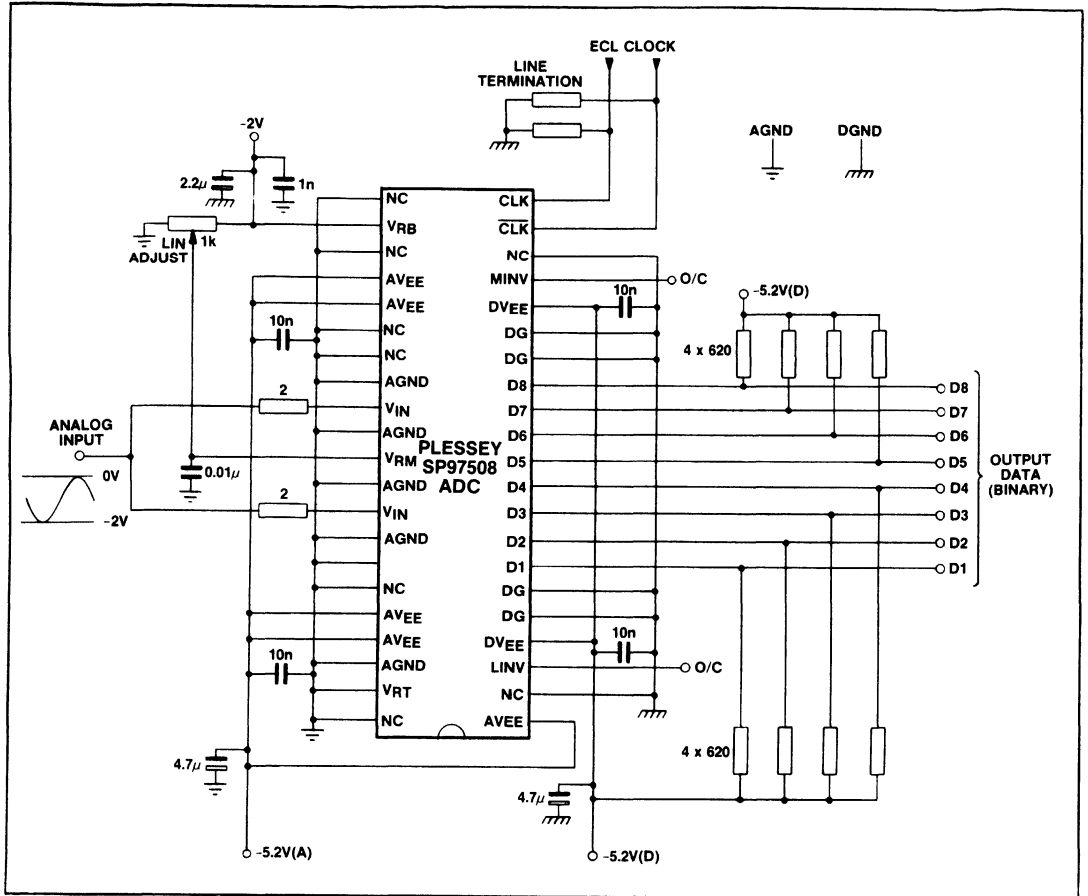 ECL CLOCK
LINE
TERMINATION
AGND
DGND
-2V
2.2μ
1n
LIN
ADJUST
1k
NC
VRB
NC
AVEE
AVEE
10n
NC
NC
AGND
2
VIN
AGND
ANALOG
INPUT
0V
-2V
VRM
0.01μ
AGND
2
VIN
AGND
NC
AVEE
AVEE
10n
AGND
VRT
NC
4.7μ
-5.2V(A)
PLESSEY
SP97508
ADC
CLK
CLK
NC
MINV
O/C
10n
DVEE
DG
DG
D8
D7
D6
D5
D4
D3
D2
D1
DG
DG
10n
DVEE
LINV
O/C
NC
AVEE
4.7μ
-5.2V(D)
-5.2V(D)
4 x 620
D8
D7
D6
D5
D4
D3
D2
D1
OUTPUT
DATA
(BINARY)
4 x 620